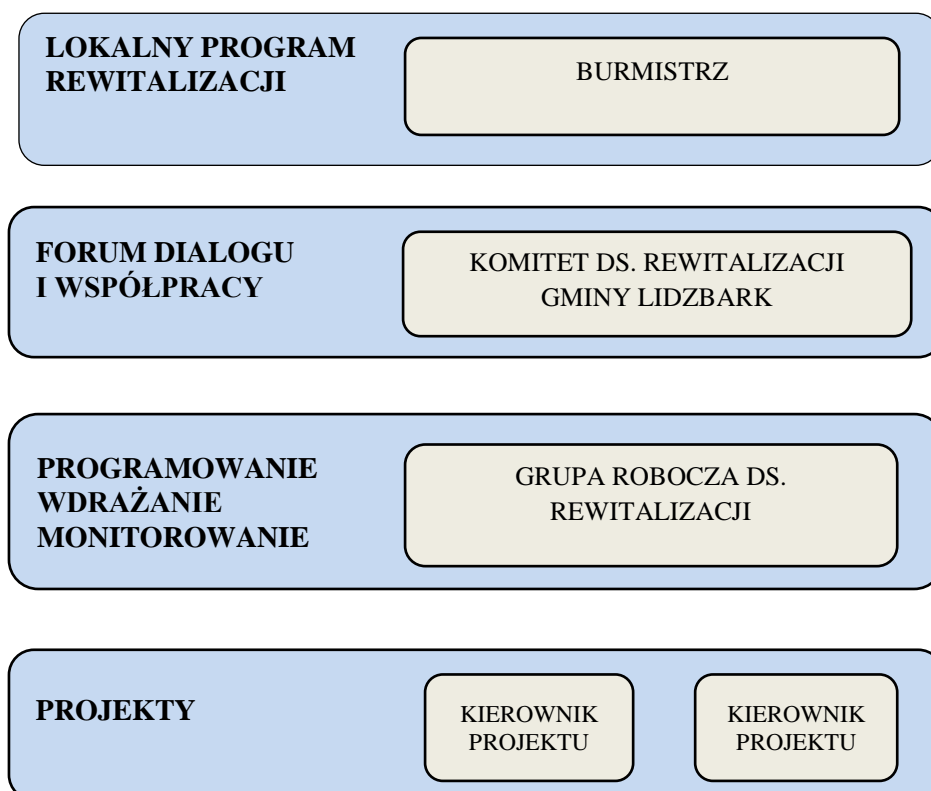 LOKALNY PROGRAM
REWITALIZACJI
BURMISTRZ
FORUM DIALOGU
I WSPÓŁPRACY
KOMITET DS. REWITALIZACJI
GMINY LIDZBARK
PROGRAMOWANIE
WDRAŻANIE
MONITOROWANIE
GRUPA ROBOCZA DS.
REWITALIZACJI
PROJEKTY
KIEROWNIK
PROJEKTU
KIEROWNIK
PROJEKTU